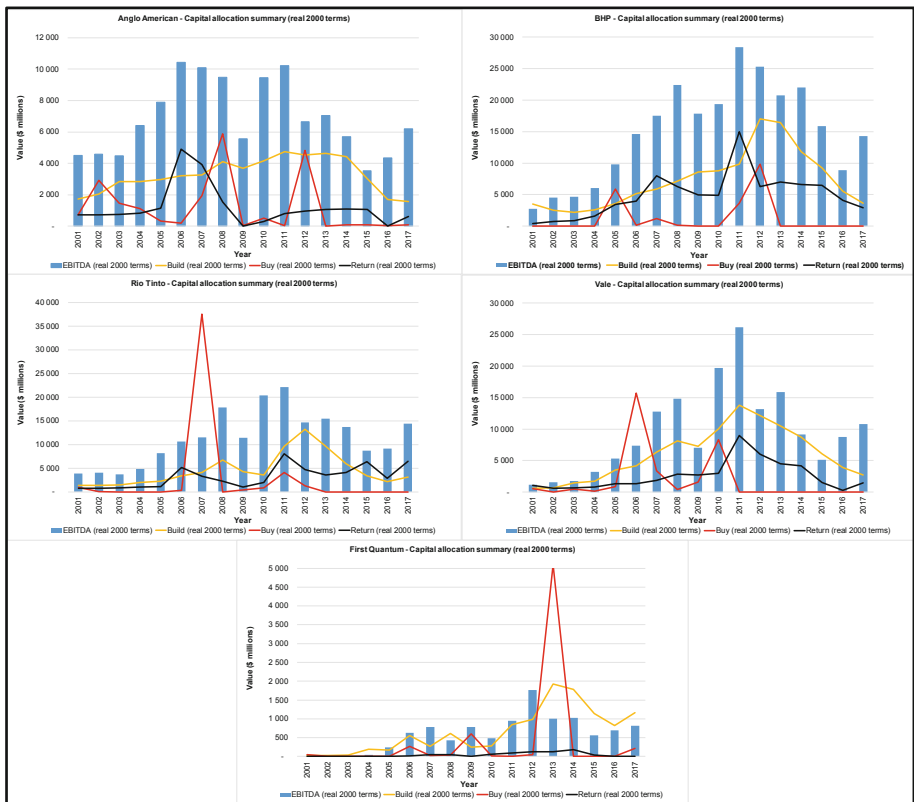 Anglo American - Capital allocation summary (real 2000 terms)
12 000
10 000
8 000
6 000
4 000
2 000
-
Value ($ millions)
2001 2002 2003 2004 2005 2006 2007 2008 2009 2010 2011 2012 2013 2014 2015 2016 2017
Year
EBITDA (real 2000 terms) Build (real 2000 terms) Buy (real 2000 terms) Return (real 2000 terms)
BHP - Capital allocation summary (real 2000 terms)
30 000
25 000
20 000
15 000
10 000
5 000
-
Value ($ millions)
2001 2002 2003 2004 2005 2006 2007 2008 2009 2010 2011 2012 2013 2014 2015 2016 2017
Year
EBITDA (real 2000 terms) Build (real 2000 terms) Buy (real 2000 terms) Return (real 2000 terms)
Rio Tinto - Capital allocation summary (real 2000 terms)
40 000
35 000
30 000
25 000
20 000
15 000
10 000
5 000
-
Value ($ millions)
2001 2002 2003 2004 2005 2006 2007 2008 2009 2010 2011 2012 2013 2014 2015 2016 2017
Year
EBITDA (real 2000 terms) Build (real 2000 terms) Buy (real 2000 terms) Return (real 2000 terms)
Vale - Capital allocation summary (real 2000 terms)
30 000
25 000
20 000
15 000
10 000
5 000
-
Value ($ millions)
2001 2002 2003 2004 2005 2006 2007 2008 2009 2010 2011 2012 2013 2014 2015 2016 2017
Year
EBITDA (real 2000 terms) Build (real 2000 terms) Buy (real 2000 terms) Return (real 2000 terms)
First Quantum - Capital allocation summary (real 2000 terms)
5 000
4 500
4 000
3 500
3 000
2 500
2 000
1 500
1 000
500
-
Value ($ millions)
2001 2002 2003 2004 2005 2006 2007 2008 2009 2010 2011 2012 2013 2014 2015 2016 2017
Year
EBITDA (real 2000 terms) Build (real 2000 terms) Buy (real 2000 terms) Return (real 2000 terms)